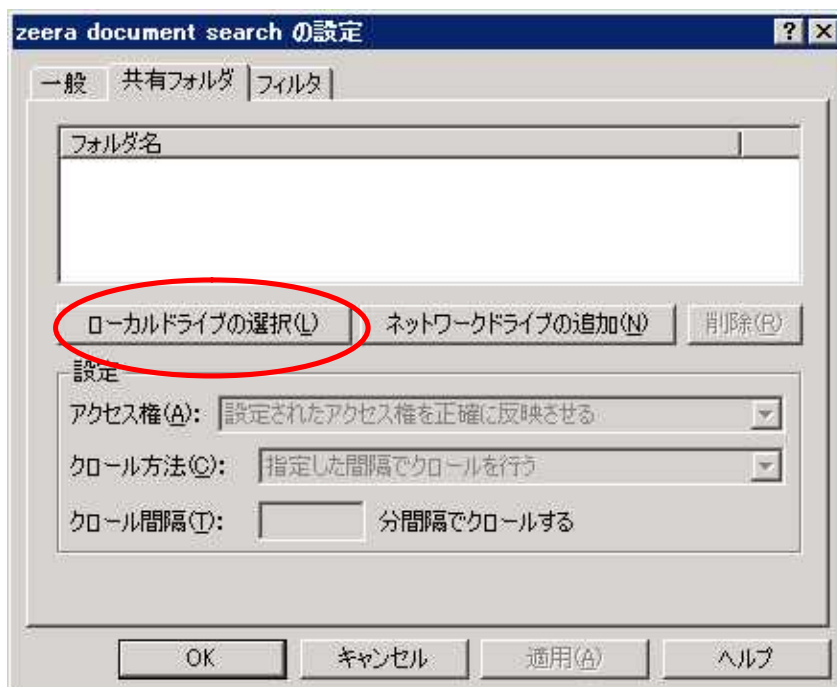 zeera document search の設定
一般 共有フォルダ フィルタ
フォルダ名
ローカルドライブの選択(L) ネットワークドライブの追加(N) 削除(R)
設定
アクセス権(A): 設定されたアクセス権を正確に反映させる
クロール方法(C): 指定した間隔でクロールを行う
クロール間隔(T): 分間隔でクロールする
OK キャンセル 適用(A) ヘルプ